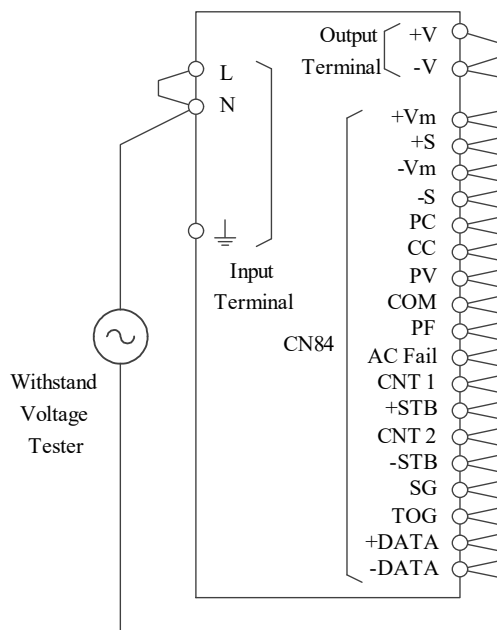 L
N
Input
Terminal
Withstand
Voltage
Tester
Output
Terminal
+V
-V
CN84
+Vm
+S
-Vm
-S
PC
CC
PV
COM
PF
AC Fail
CNT 1
+STB
CNT 2
-STB
SG
TOG
+DATA
-DATA